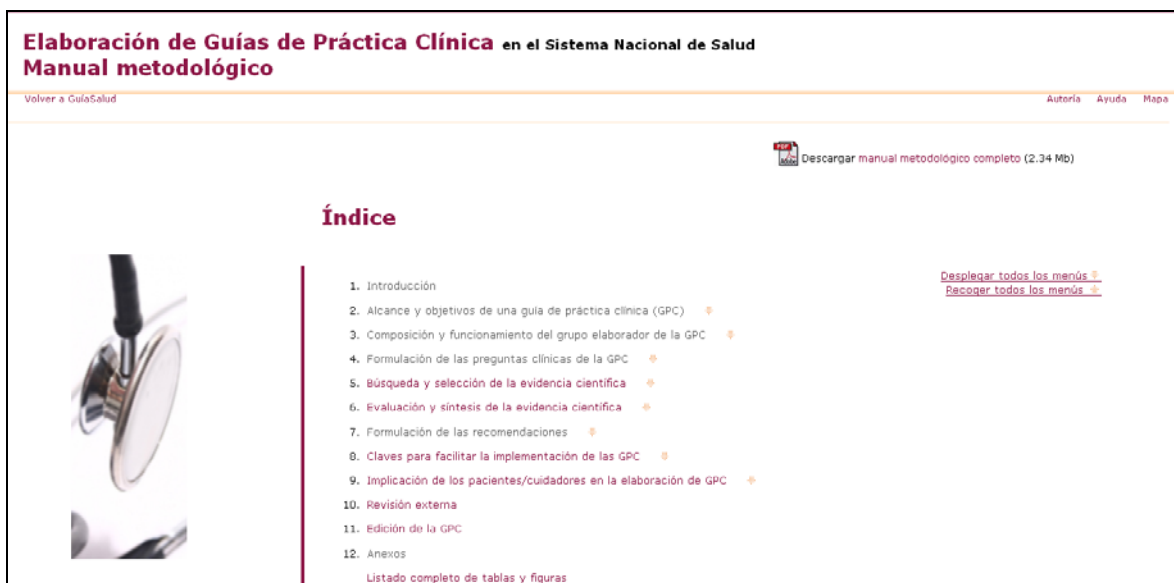 Elaboración de Guías de Práctica Clínica en el Sistema Nacional de Salud
Manual metodológico
Volver a GuíaSalud
Autoría Ayuda Mapa
Descargar manual metodológico completo (2.34 Mb)
Índice
Desplegar todos los menús
Recoger todos los menús
1. Introducción
2. Alcance y objetivos de una guía de práctica clínica (GPC)
3. Composición y funcionamiento del grupo elaborador de la GPC
4. Formulación de las preguntas clínicas de la GPC
5. Búsqueda y selección de la evidencia científica
6. Evaluación y síntesis de la evidencia científica
7. Formulación de las recomendaciones
8. Claves para facilitar la implementación de las GPC
9. Implicación de los pacientes/cuidadores en la elaboración de GPC
10. Revisión externa
11. Edición de la GPC
12. Anexos
Listado completo de tablas y figuras